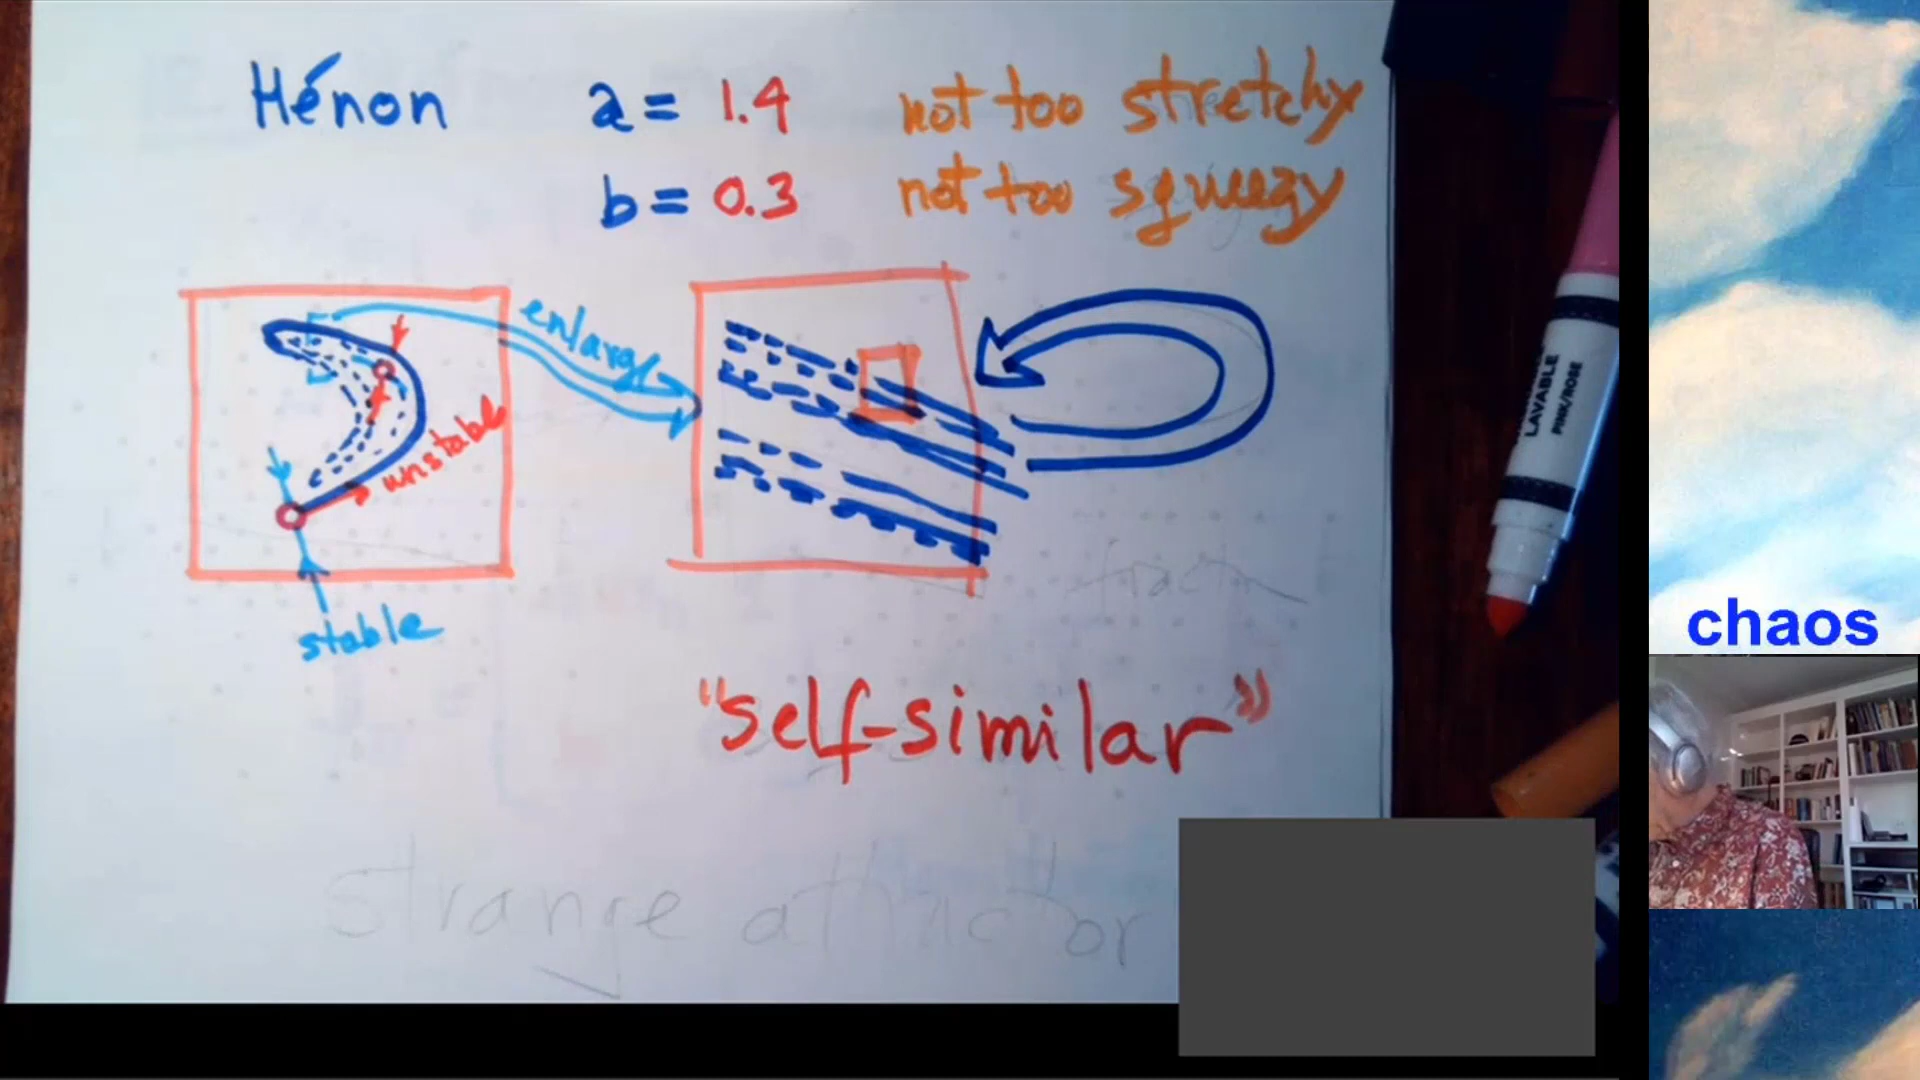 Hénon a = 1.4 not too stretchy
b = 0.3 not too squeezy
enlarge
unstable
stable
"self-similar"
strange attractor
LAVABLE
PINK/ROSE
chaos